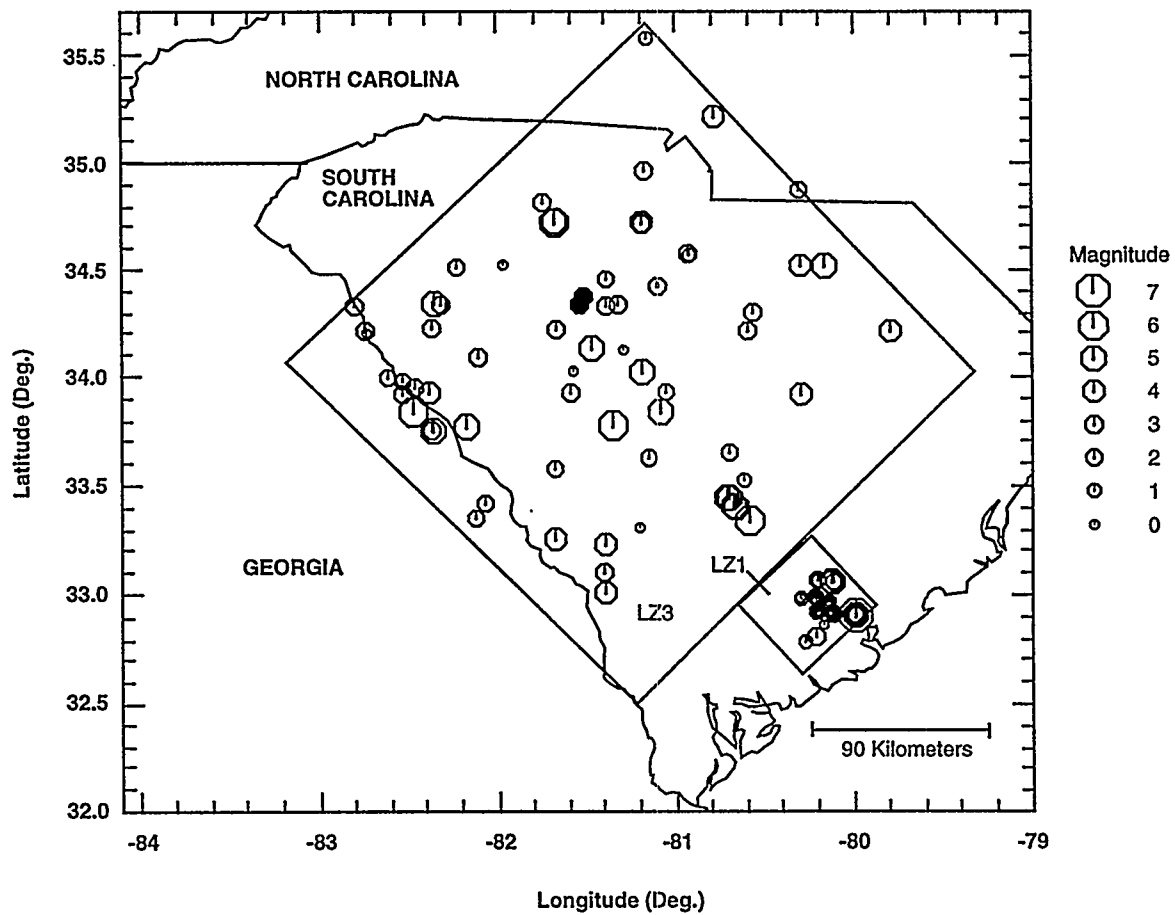 35.5
35.0
34.5
34.0
33.5
33.0
32.5
32.0
Latitude (Deg.)
NORTH CAROLINA
SOUTH
CAROLINA
GEORGIA
LZ1
LZ3
90 Kilometers
-84
-83
-82
-81
-80
-79
Longitude (Deg.)
Magnitude
7
6
5
4
3
2
1
0